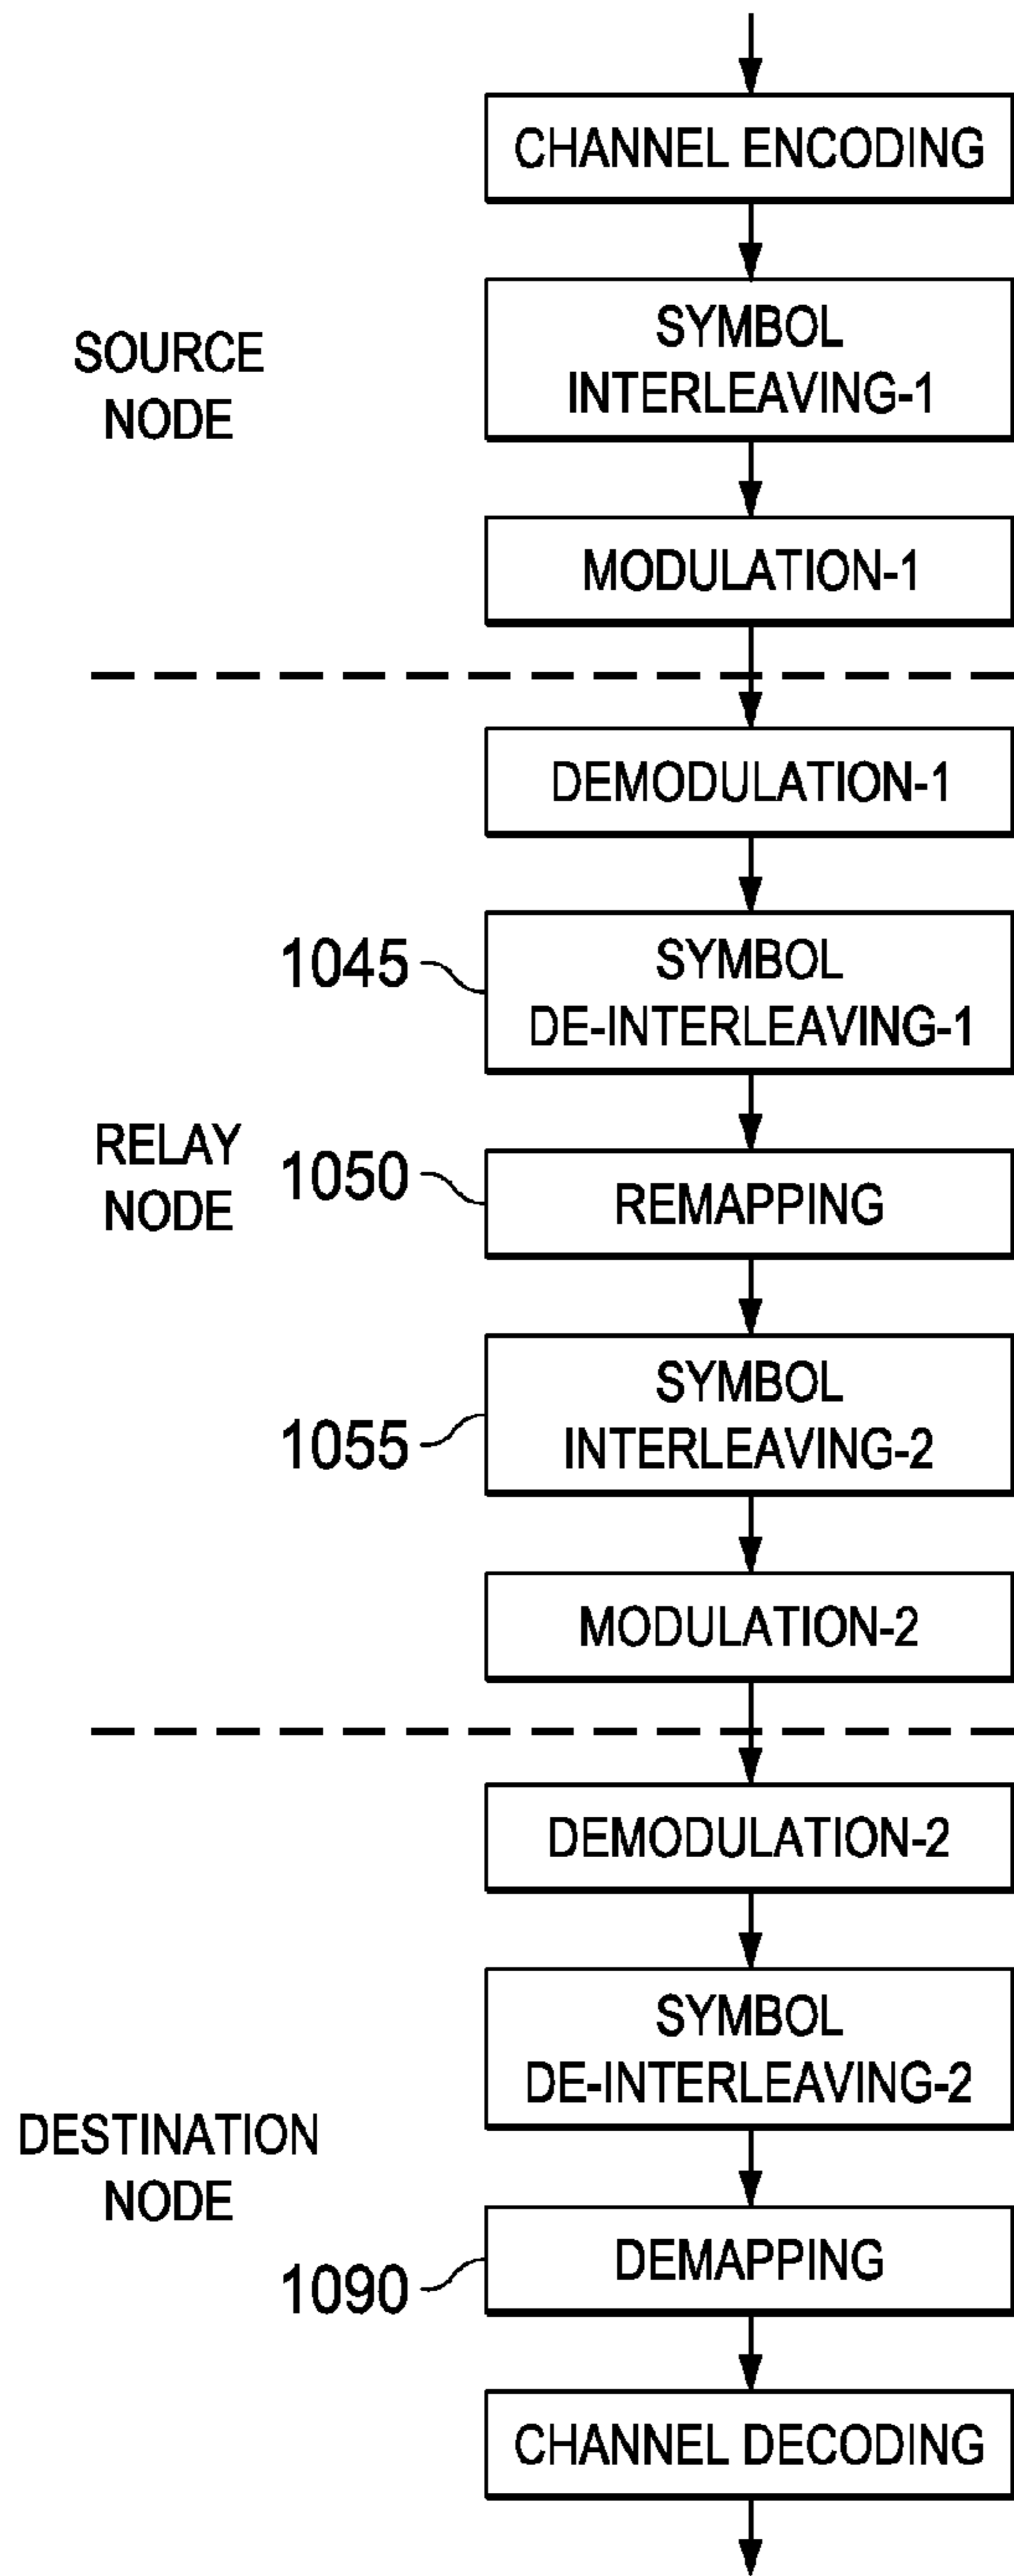 CHANNEL ENCODING
SYMBOL
INTERLEAVING-1
SOURCE
NODE
MODULATION-1
DEMODULATION-1
1045
SYMBOL
DE-INTERLEAVING-1
RELAY
NODE
1050
REMAPPING
1055
SYMBOL
INTERLEAVING-2
MODULATION-2
DEMODULATION-2
SYMBOL
DE-INTERLEAVING-2
DESTINATION
NODE
1090
DEMAPPING
CHANNEL DECODING